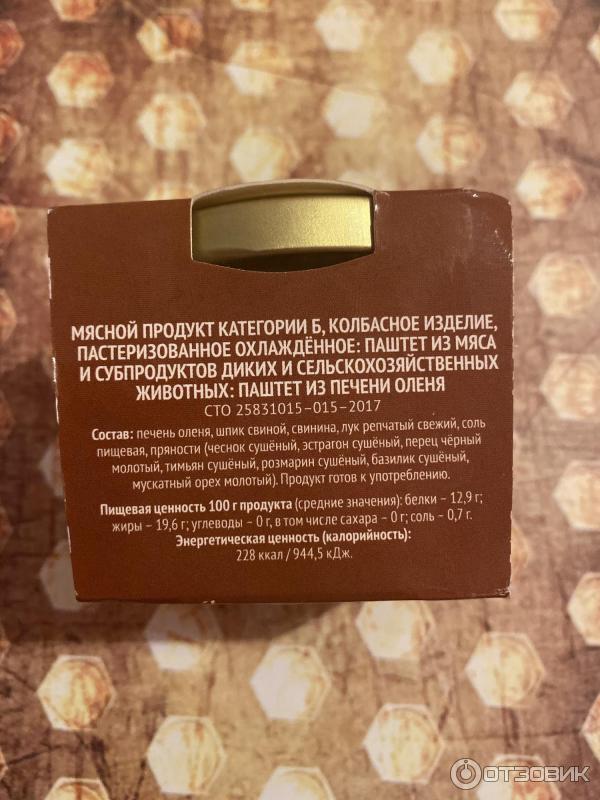 МЯСНОЙ ПРОДУКТ КАТЕГОРИИ Б, КОЛБАСНОЕ ИЗДЕЛИЕ,
ПАСТЕРИЗОВАННОЕ ОХЛАЖДЁННОЕ: ПАШТЕТ ИЗ МЯСА
И СУБПРОДУКТОВ ДИКИХ И СЕЛЬСКОХОЗЯЙСТВЕННЫХ
ЖИВОТНЫХ: ПАШТЕТ ИЗ ПЕЧЕНИ ОЛЕНЯ
СТО 25831015–015–2017
Состав: печень оленя, шпик свиной, свинина, лук репчатый свежий, соль
пищевая, пряности (чеснок сушёный, эстрагон сушёный, перец чёрный
молотый, тимьян сушёный, розмарин сушёный, базилик сушёный,
мускатный орех молотый). Продукт готов к употреблению.
Пищевая ценность 100 г продукта (средние значения): белки – 12,9 г;
жиры – 19,6 г; углеводы – 0 г, в том числе сахара – 0 г; соль – 0,7 г.
Энергетическая ценность (калорийность):
228 ккал / 944,5 кДж.
ОТЗОВИК